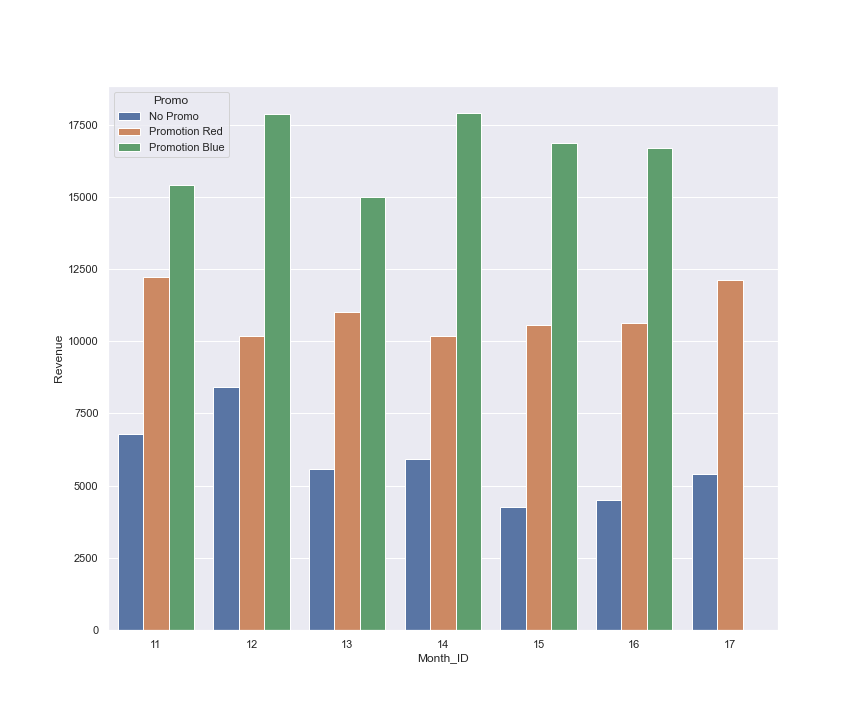 Promo
No Promo
Promotion Red
Promotion Blue
17500
15000
12500
10000
7500
5000
2500
0
Revenue
11 12 13 14 15 16 17
Month_ID